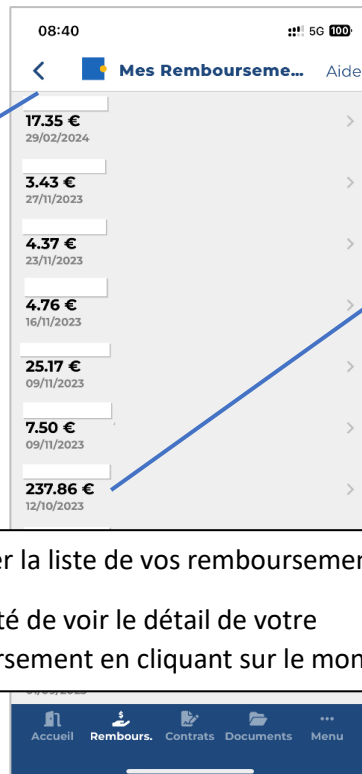 08:40 5G 100
Mes Rembourseme... Aide
17.35 €
29/02/2024
3.43 €
27/11/2023
4.37 €
23/11/2023
4.76 €
16/11/2023
25.17 €
09/11/2023
7.50 €
09/11/2023
237.86 €
12/10/2023
er la liste de vos remboursemen
té de voir le détail de votre
rsement en cliquant sur le mon
Accueil Rembours. Contrats Documents Menu